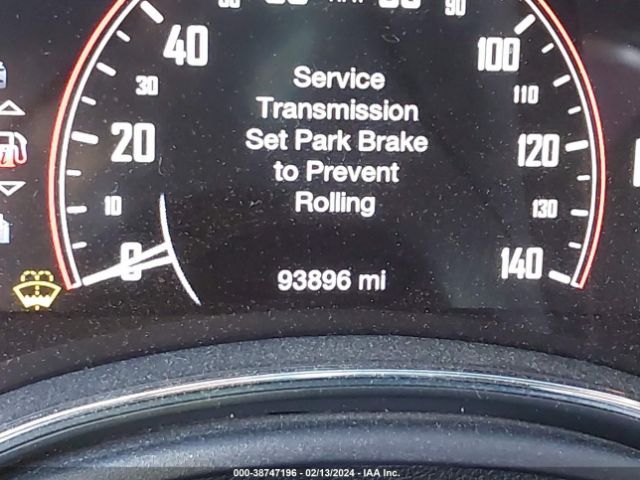 40
30
20
10
0
90
100
110
120
130
140
Service
Transmission
Set Park Brake
to Prevent
Rolling
93896 mi
000-38747196 - 02/13/2024 - IAA Inc.